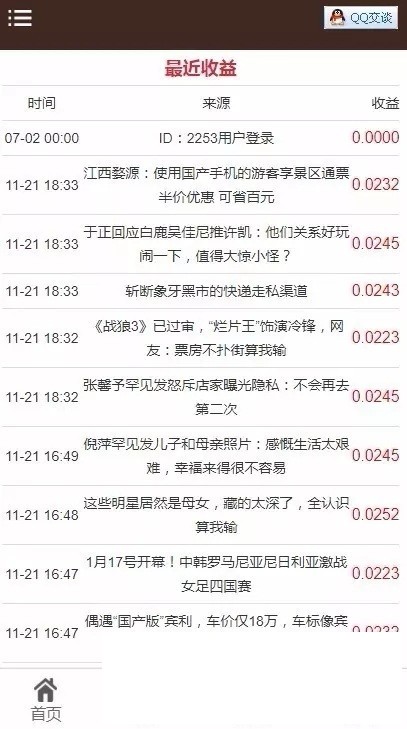 QQ交谈
最近收益
时间 来源 收益
07-02 00:00 ID：2253用户登录 0.0000
江西婺源：使用国产手机的游客享景区通票
11-21 18:33 0.0232
半价优惠 可省百元
于正回应白鹿吴佳尼推许凯：他们关系好玩
11-21 18:33 0.0245
闹一下，值得大惊小怪？
11-21 18:33 斩断象牙黑市的快递走私渠道 0.0243
《战狼3》已过审，“烂片王”饰演冷锋，网
11-21 18:32 0.0223
友：票房不扑街算我输
张馨予罕见发怒斥店家曝光隐私：不会再去
11-21 18:32 0.0245
第二次
倪萍罕见发儿子和母亲照片：感慨生活太艰
11-21 16:49 0.0245
难，幸福来得很不容易
这些明星居然是母女，藏的太深了，全认识
11-21 16:48 0.0252
算我输
1月17号开幕！中韩罗马尼亚尼日利亚激战
11-21 16:47 0.0223
女足四国赛
偶遇“国产版”宾利，车价仅18万，车标像宾
11-21 16:47
首页